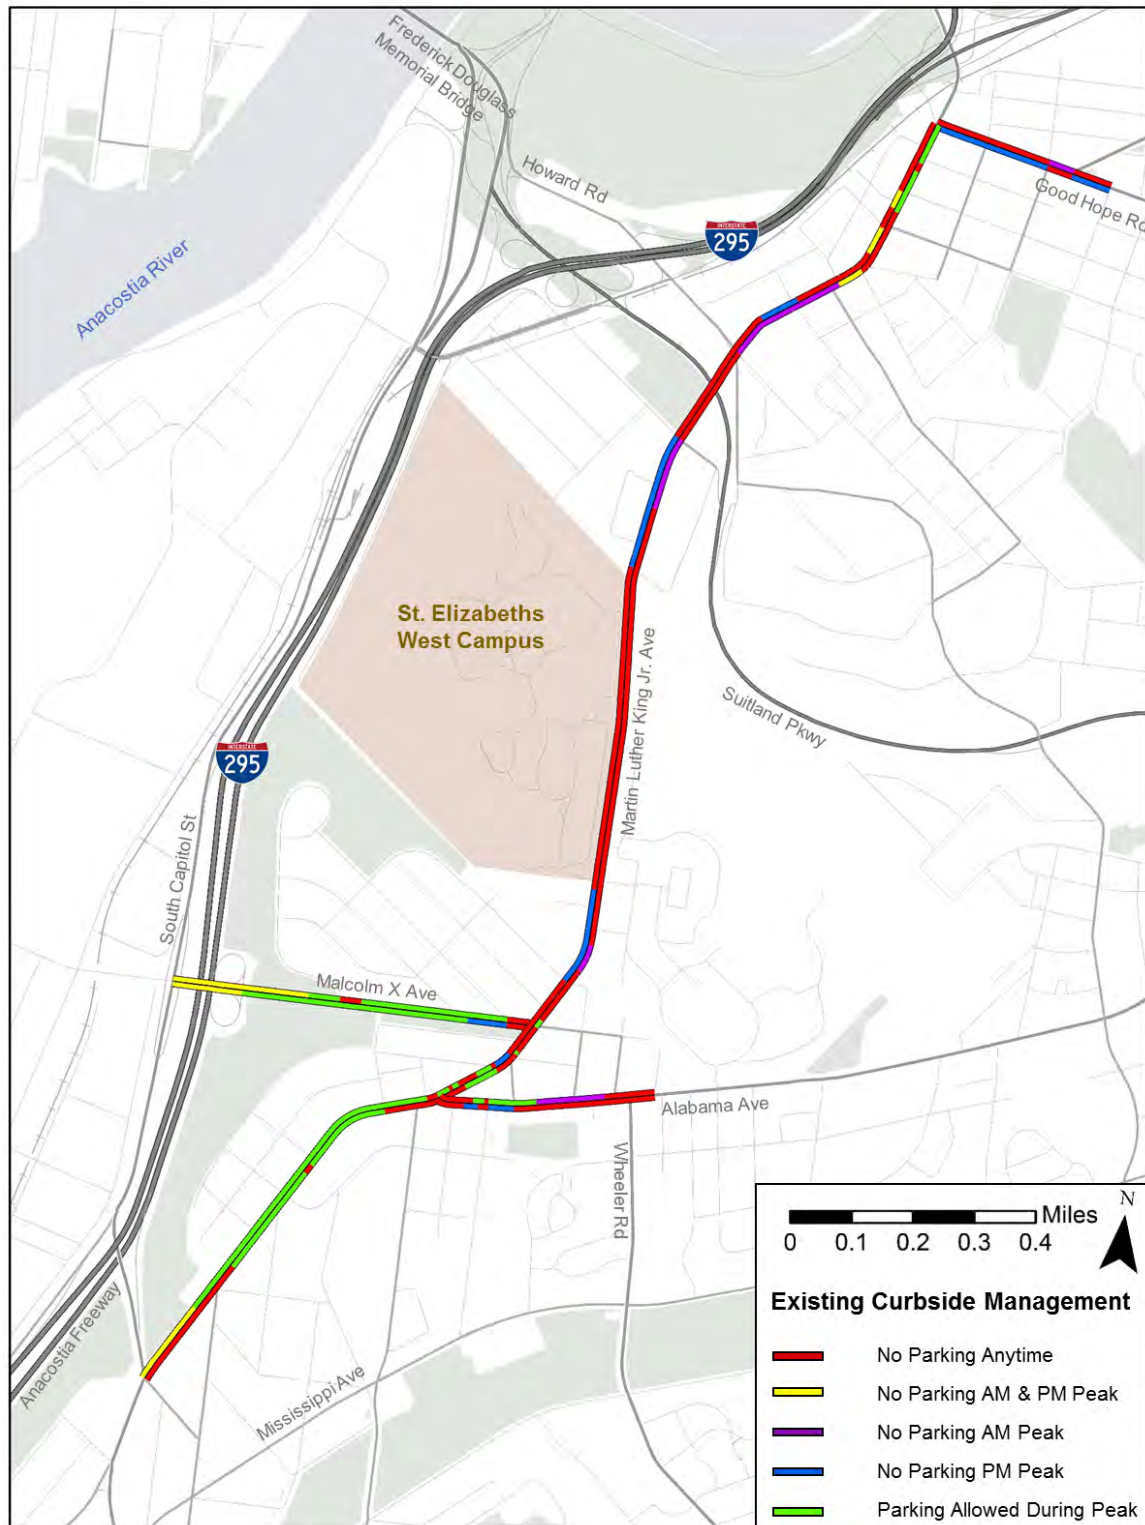 Frederick Douglass
Memorial Bridge
Howard Rd
Good Hope Rd
INTERSTATE
295
Anacostia River
St. Elizabeths
West Campus
Martin Luther King Jr. Ave
Suitland Pkwy
INTERSTATE
295
South Capitol St
Malcolm X Ave
Alabama Ave
Wheeler Rd
Anacostia Freeway
Mississippi Ave
N
Miles
0 0.1 0.2 0.3 0.4
Existing Curbside Management
No Parking Anytime
No Parking AM & PM Peak
No Parking AM Peak
No Parking PM Peak
Parking Allowed During Peak